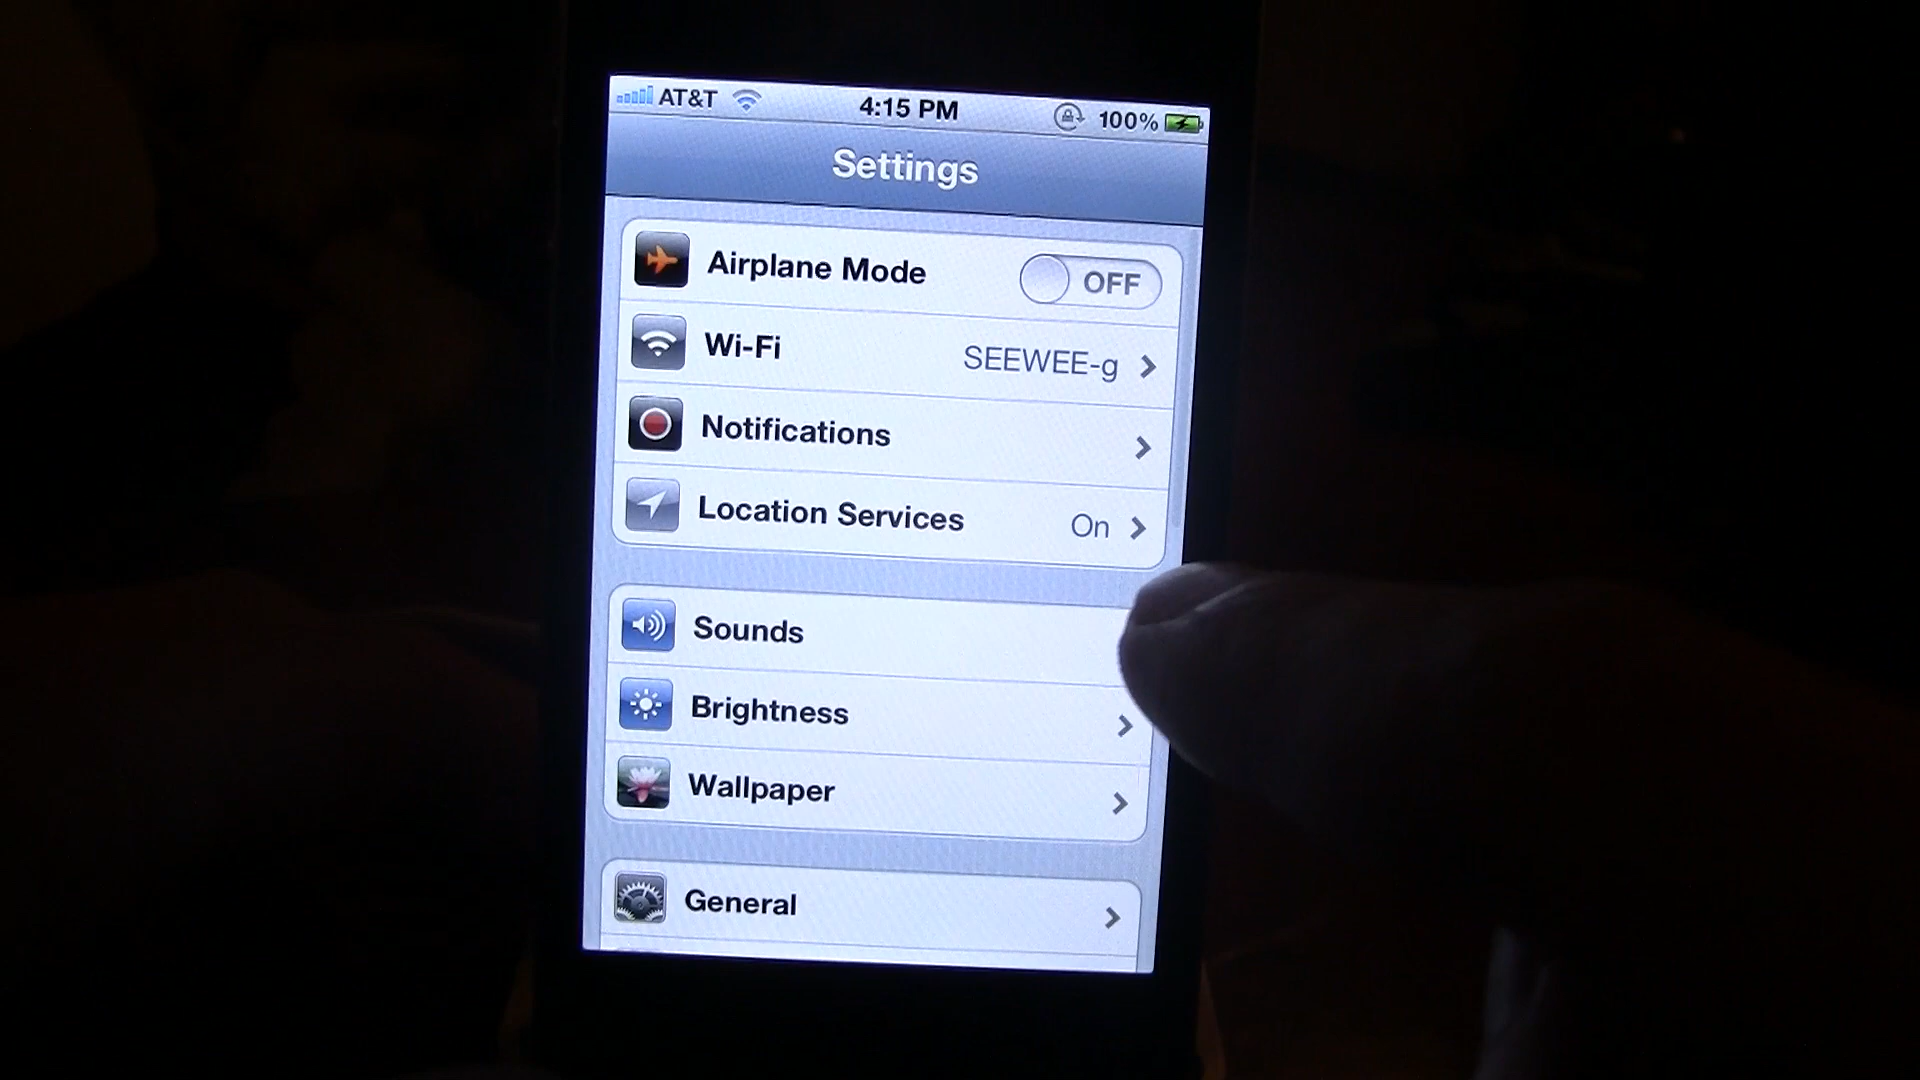 AT&T 4:15 PM 100%
Settings
Airplane Mode OFF
Wi-Fi SEEWEE-g
Notifications
Location Services On
Sounds
Brightness
Wallpaper
General